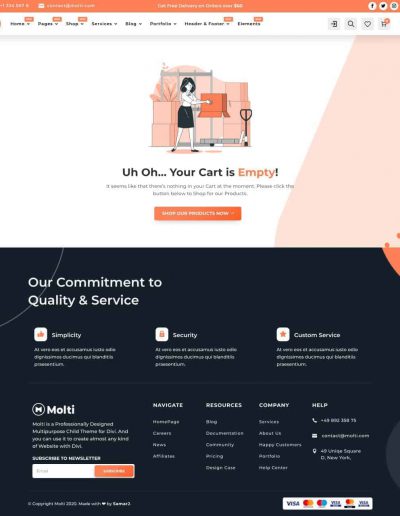 contact@molti.com
Get Free Delivery on Orders over $60
Home Pages Shop Services Blog Portfolio Header & Footer Elements
Uh Oh... Your Cart is Empty!
It seems like that there's nothing in your Cart at the moment. Please click the
button below to Shop for our Products.
SHOP OUR PRODUCTS NOW
Our Commitment to
Quality & Service
Simplicity
At vero eos et accusamus iusto odio
dignissimos ducimus qui blanditiis
praesentium.
Security
At vero eos et accusamus iusto odio
dignissimos ducimus qui blanditiis
praesentium.
Custom Service
At vero eos et accusamus iusto odio
dignissimos ducimus qui blanditiis
praesentium.
Molti
Molti is a Professionally Designed
Multipurpose Child Theme for Divi. And
you can use it to create almost any kind
of Website with Divi.
SUBSCRIBE TO NEWSLETTER
Email
SUBSCRIBE
NAVIGATE
HomePage
Careers
News
Affiliates
RESOURCES
Blog
Documentation
Community
Pricing
Design Case
COMPANY
Services
About Us
Happy Customers
Portfolio
Help Center
HELP
+49 892 358 75
contact@molti.com
49 Unique Square
D, New York,
© Copyright Molti 2020. Made with ❤ by SamarJ.
VISA